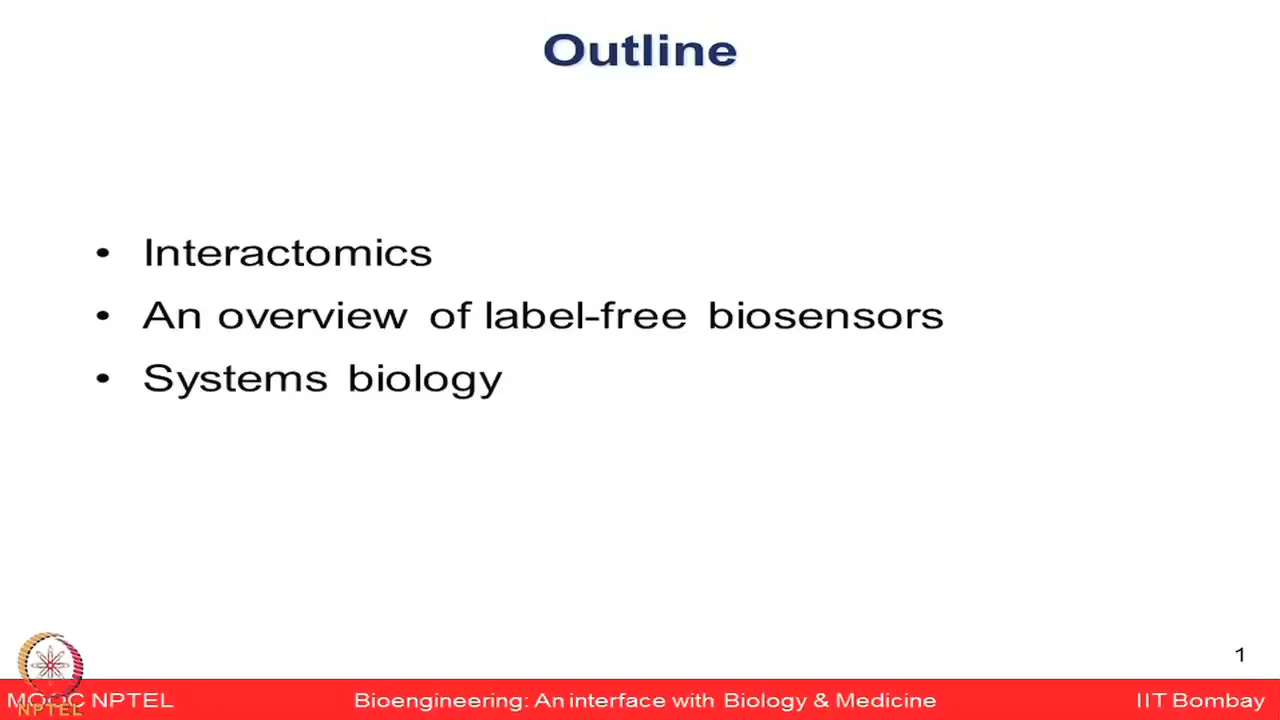 Outline
• Interactomics
• An overview of label-free biosensors
• Systems biology
1
MOOC NPTEL Bioengineering: An interface with Biology & Medicine IIT Bombay
NPTEL